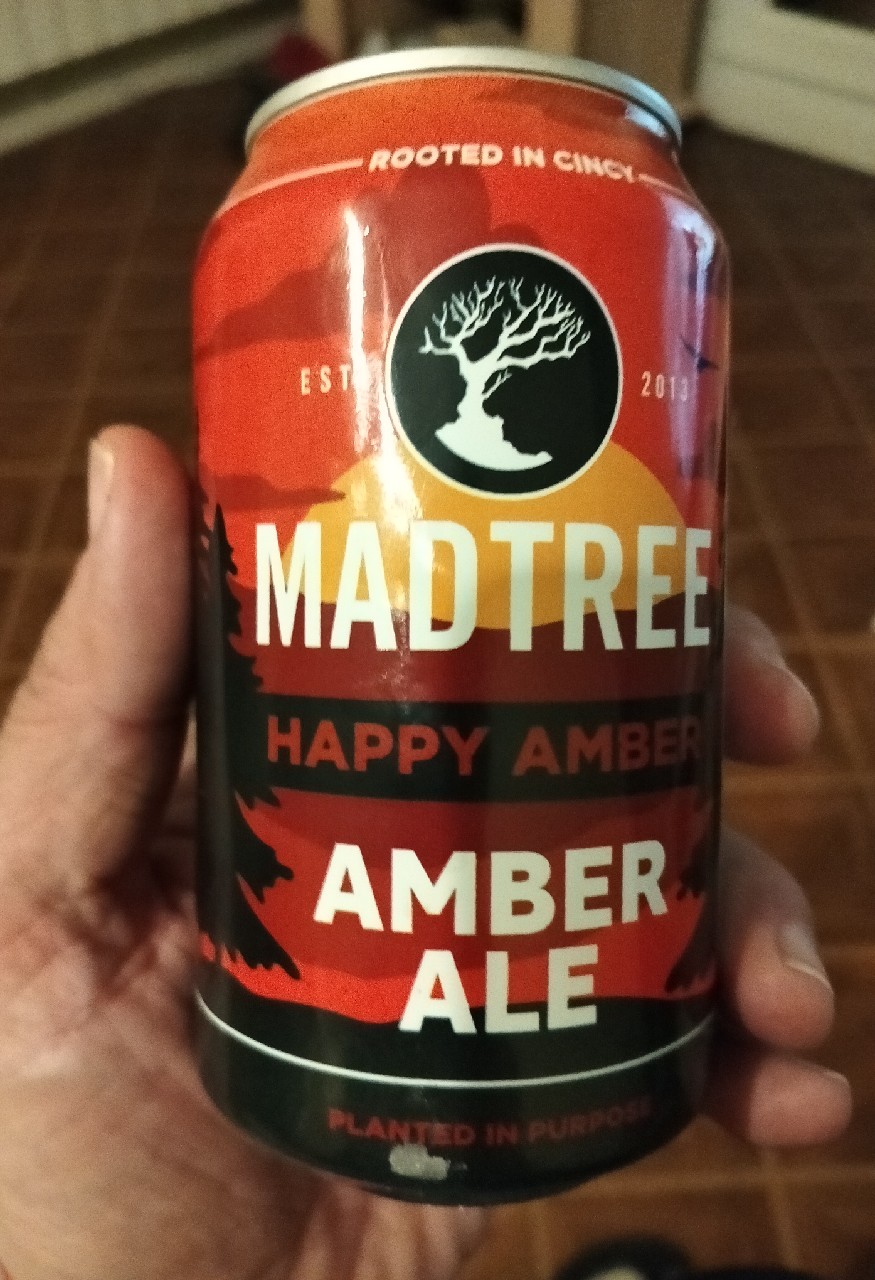 ROOTED IN CINCY
EST. 2013
MADTREE
HAPPY AMBER
AMBER
ALE
PLANTED IN PURPOSE